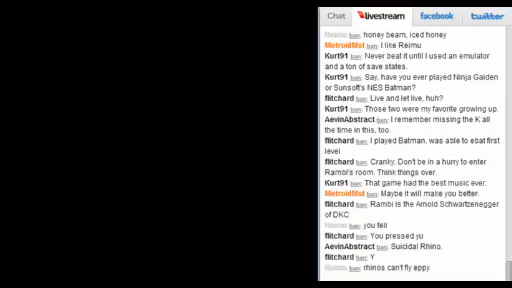 Chat livestream facebook twitter
ban: honey beam, iced honey
MetroidMst ban: I like Reimu
Kurt91 ban: Never beat it until I used an emulator
and a ton of save states.
Kurt91 ban: Say, have you ever played Ninja Gaiden
or Sunsoft's NES Batman?
flitchard ban: Live and let live, huh?
Kurt91 ban: Those two were my favorite growing up.
AevinAbstract ban: I remember missing the K all
the time in this, too.
flitchard ban: I played Batman, was able to ebat first
level
flitchard ban: Cranky: Don't be in a hurry to enter
Rambi's room. Think things over.
Kurt91 ban: That game had the best music ever.
MetroidMst ban: Maybe it will make you better.
flitchard ban: Rambi is the Arnold Schwartzenegger
of DKC
ban: you fell
flitchard ban: You pressed yu
AevinAbstract ban: Suicidal Rhino.
flitchard ban: Y
ban: rhinos can't fly eppy